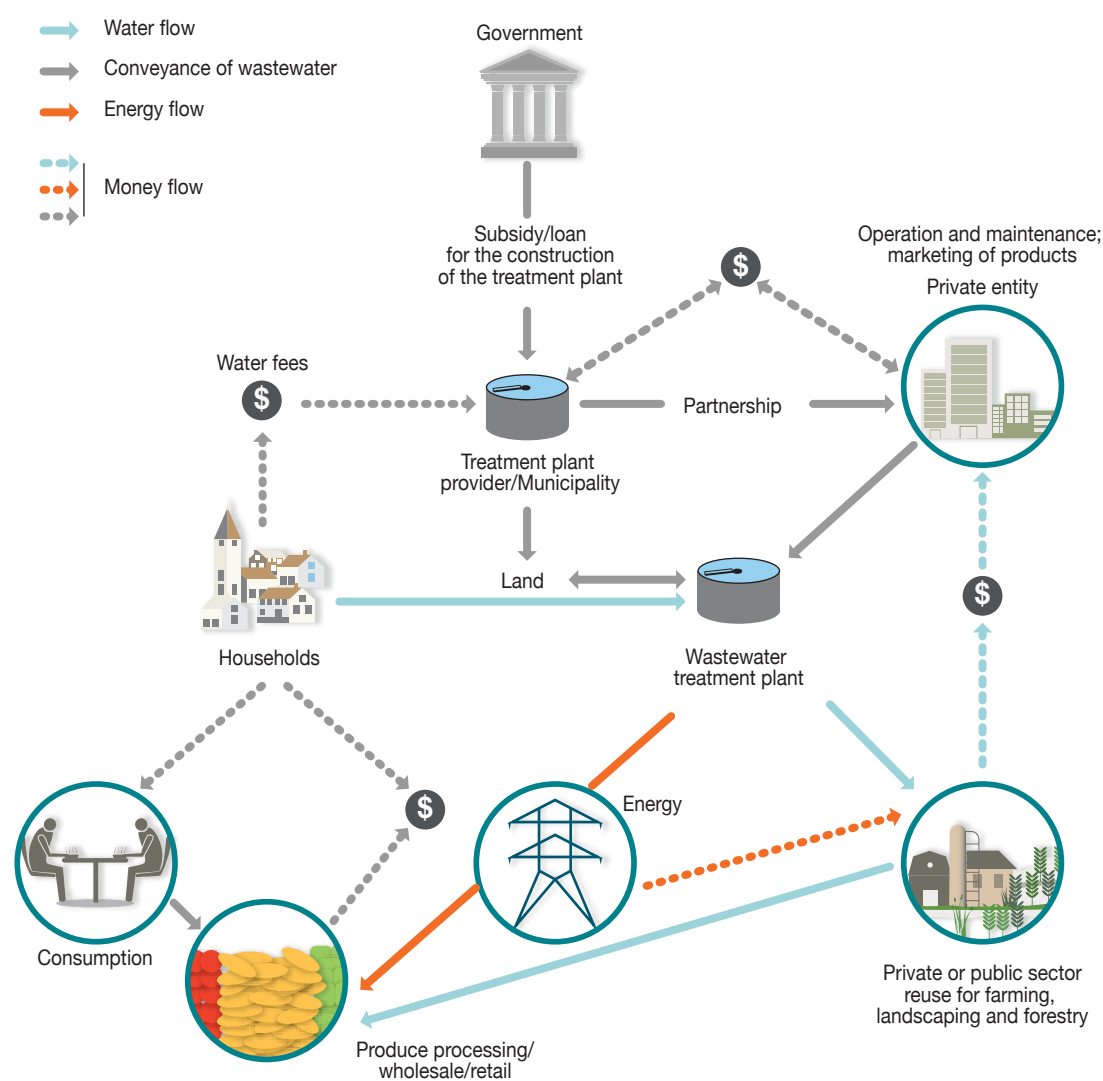 Water flow
Conveyance of wastewater
Energy flow
Money flow
Government
Subsidy/loan
for the construction
of the treatment plant
$
Operation and maintenance;
marketing of products
Private entity
Water fees
$
Partnership
Treatment plant
provider/Municipality
Land
$
Households
Wastewater
treatment plant
$
Energy
Consumption
Private or public sector
reuse for farming,
landscaping and forestry
Produce processing/
wholesale/retail